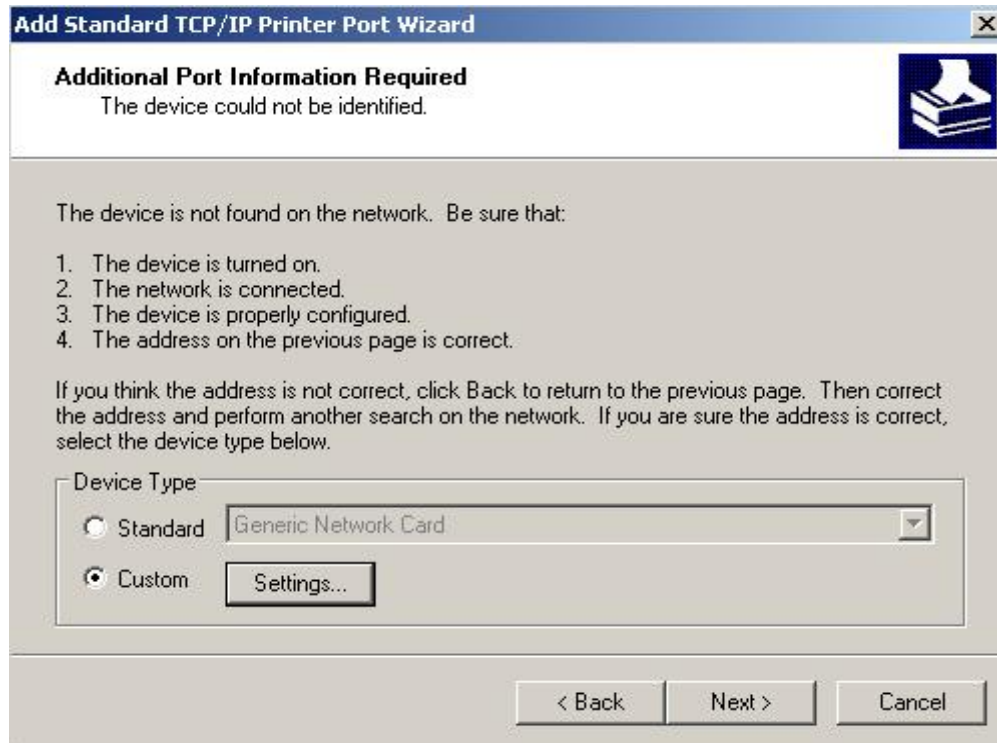 Add Standard TCP/IP Printer Port Wizard
Additional Port Information Required
The device could not be identified.
The device is not found on the network.  Be sure that:
1.  The device is turned on.
2.  The network is connected.
3.  The device is properly configured.
4.  The address on the previous page is correct.
If you think the address is not correct, click Back to return to the previous page.  Then correct
the address and perform another search on the network.  If you are sure the address is correct,
select the device type below.
Device Type
Standard Generic Network Card
Custom Settings...
< Back Next > Cancel